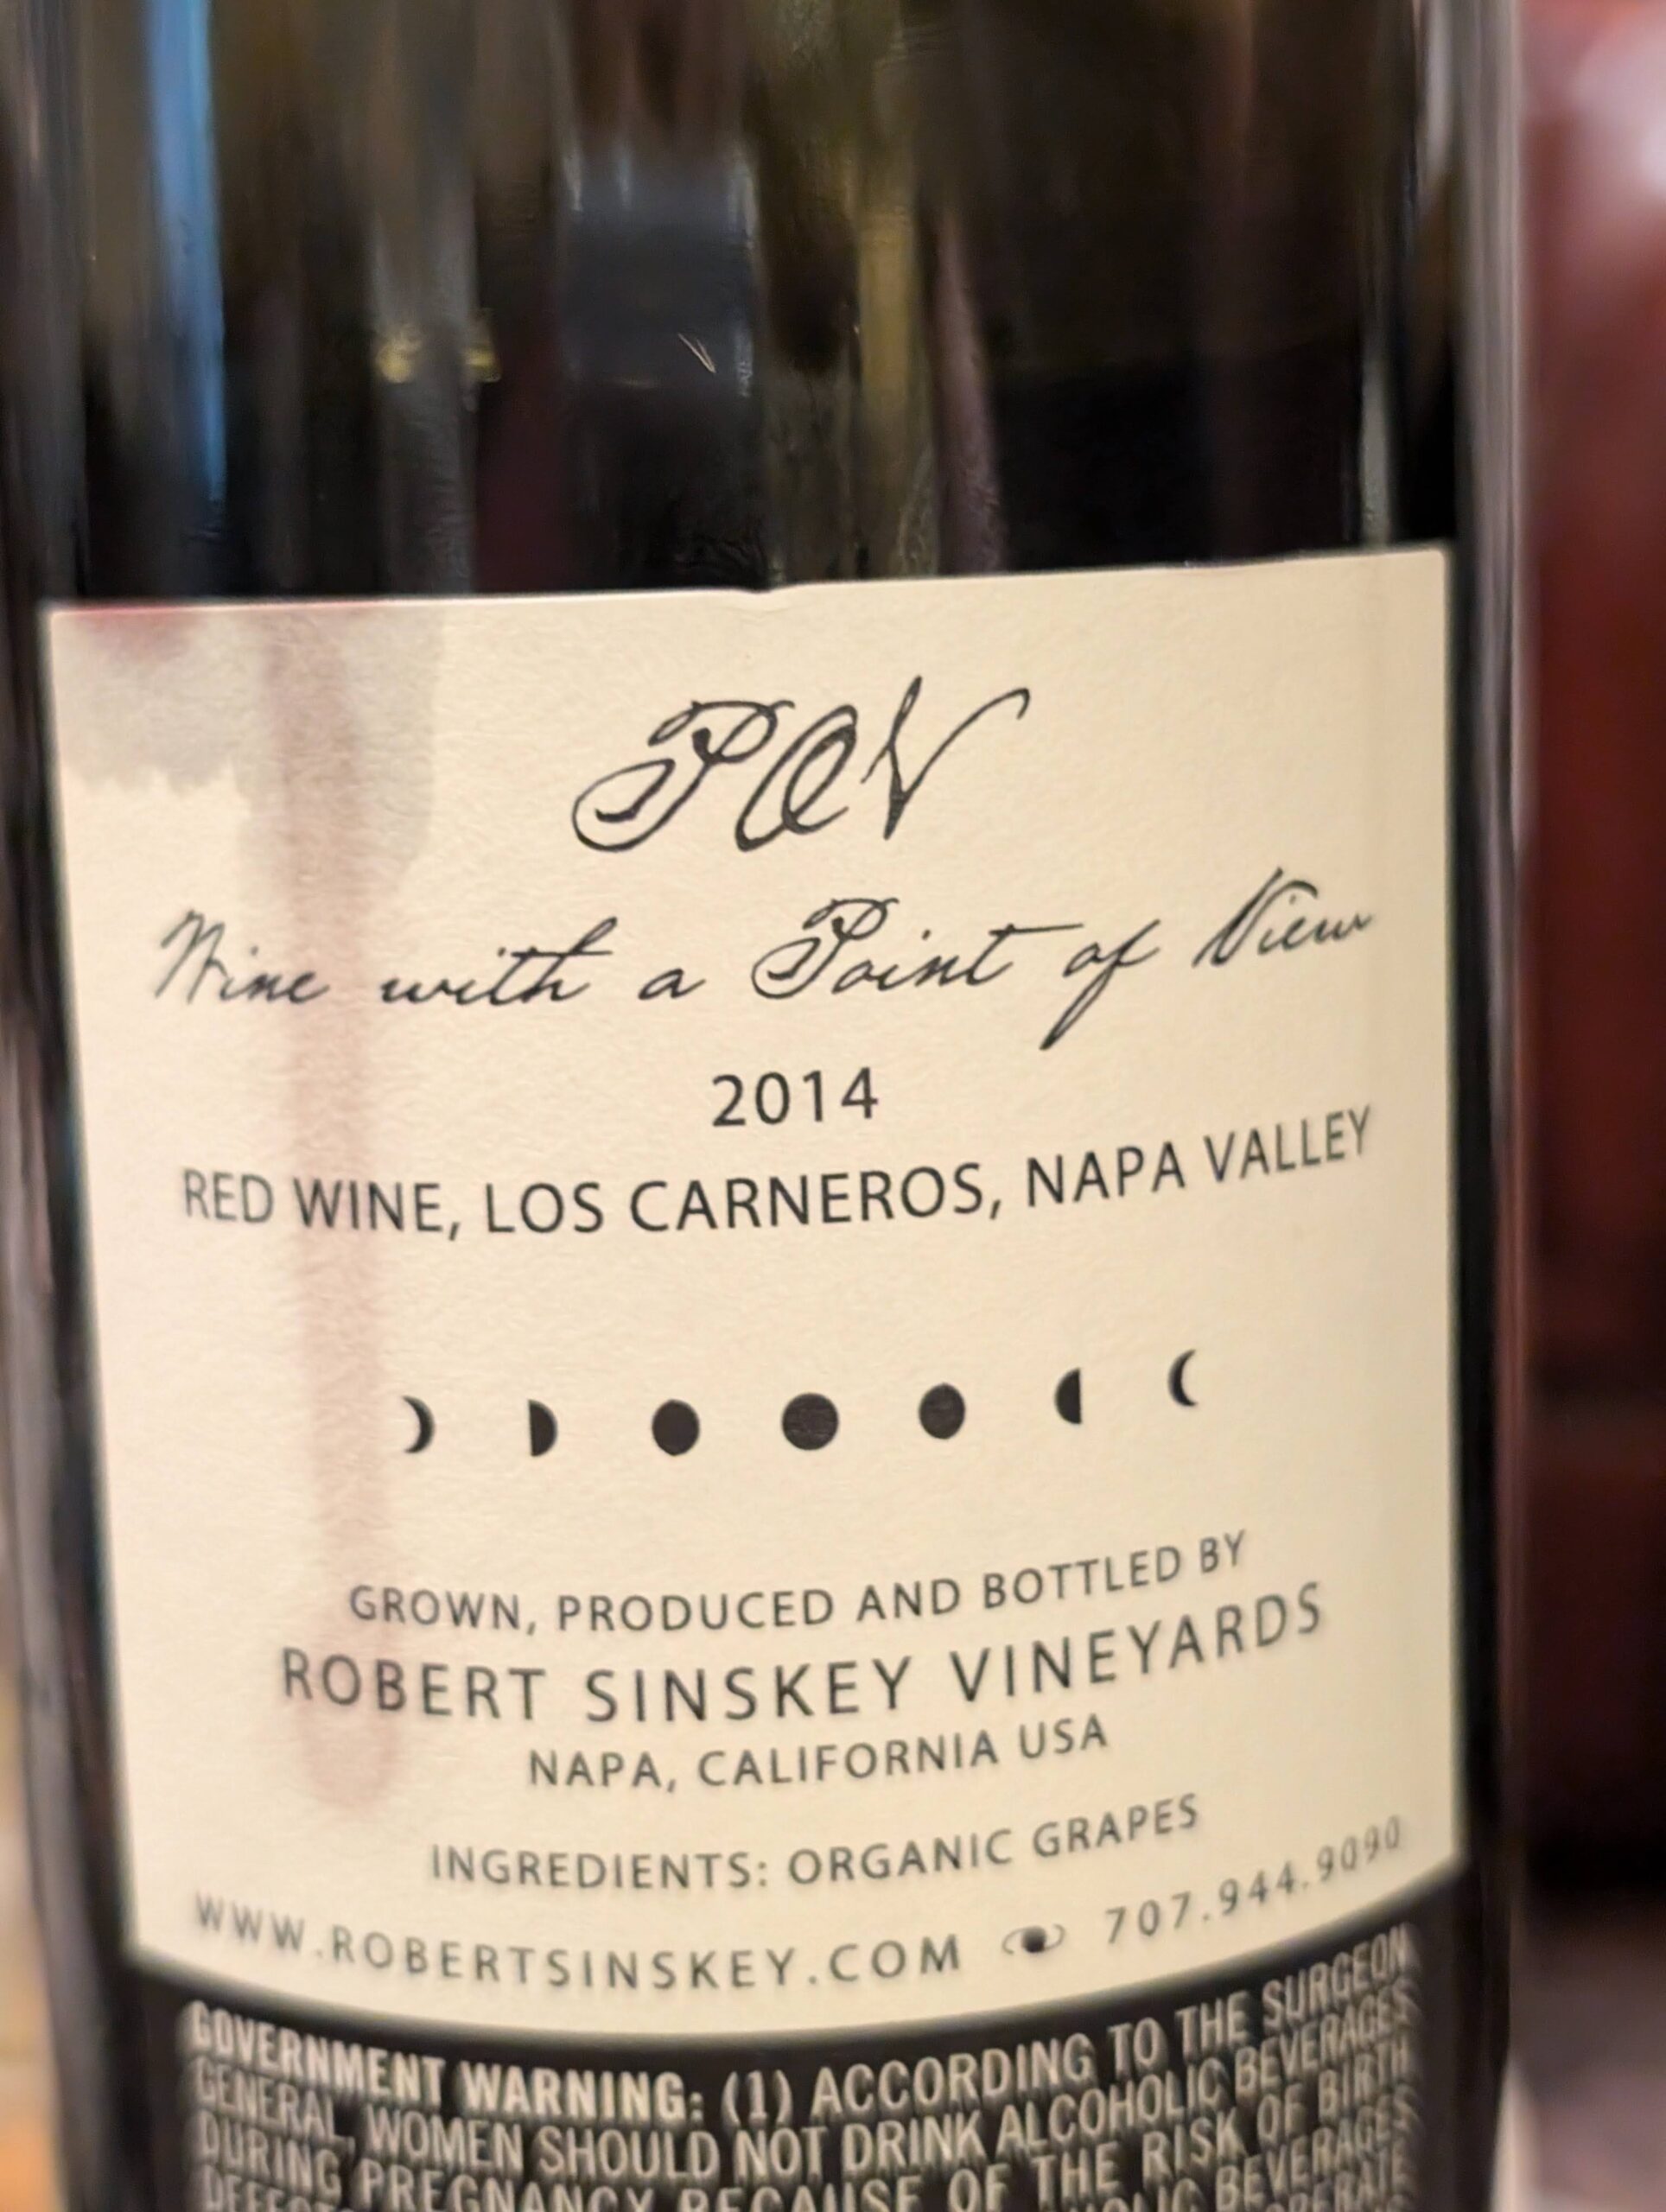 POV
Wine with a Point of View
2014
RED WINE, LOS CARNEROS, NAPA VALLEY
GROWN, PRODUCED AND BOTTLED BY
ROBERT SINSKEY VINEYARDS
NAPA, CALIFORNIA USA
INGREDIENTS: ORGANIC GRAPES
WWW.ROBERTSINSKEY.COM 707.944.9090
GOVERNMENT WARNING: (1) ACCORDING TO THE SURGEON
GENERAL, WOMEN SHOULD NOT DRINK ALCOHOLIC BEVERAGES
DURING PREGNANCY BECAUSE OF THE RISK OF BIRTH
BEVERAGES